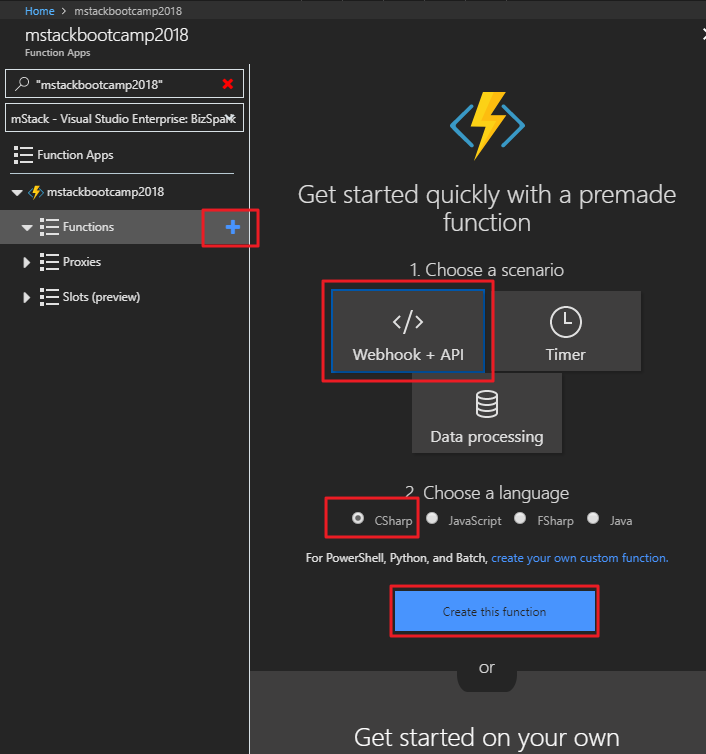 Home > mstackbootcamp2018
mstackbootcamp2018
Function Apps
"mstackbootcamp2018"
mStack - Visual Studio Enterprise: BizSpark
Function Apps
mstackbootcamp2018
Functions
Proxies
Slots (preview)
Get started quickly with a premade
function
1. Choose a scenario
Webhook + API
Timer
Data processing
2. Choose a language
CSharp JavaScript FSharp Java
For PowerShell, Python, and Batch, create your own custom function.
Create this function
or
Get started on your own